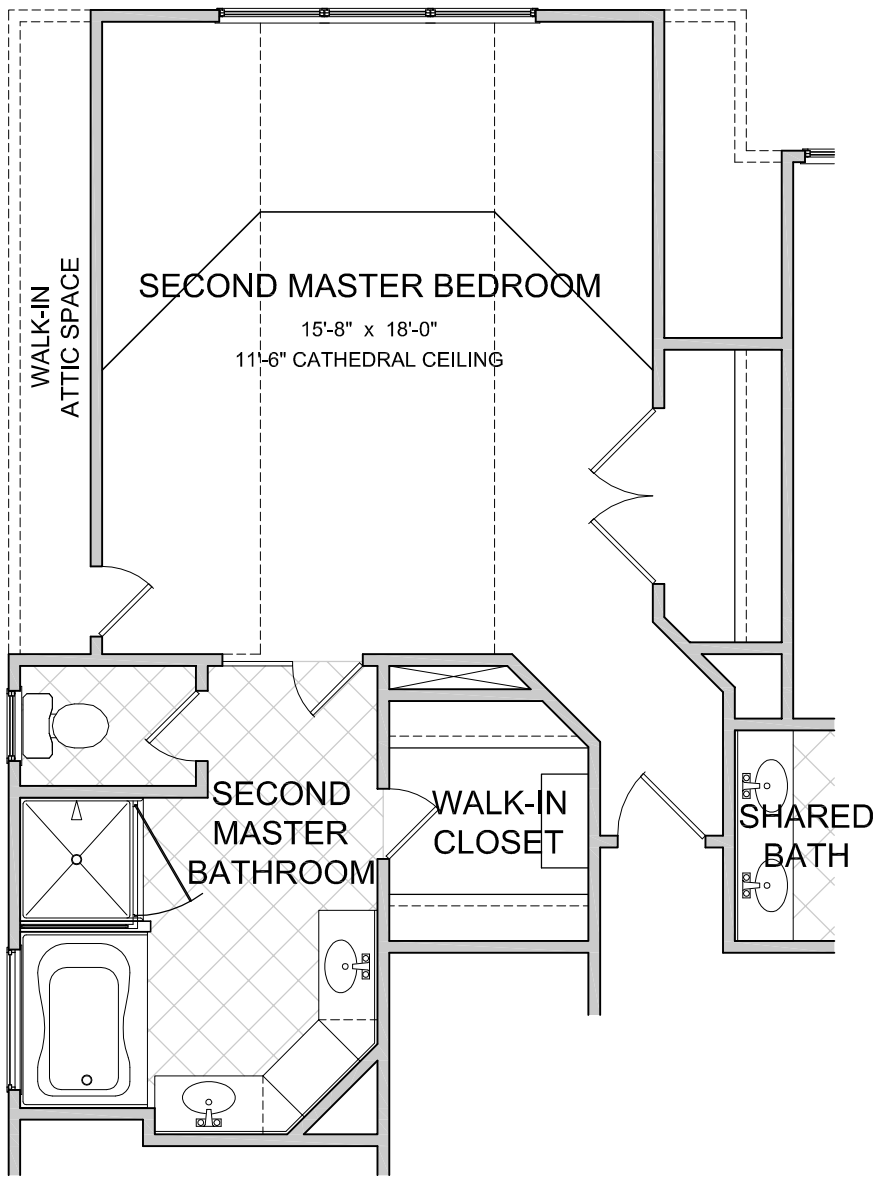 WALK-IN
ATTIC SPACE
SECOND MASTER BEDROOM
15'-8" x 18'-0"
11'-6" CATHEDRAL CEILING
SECOND
MASTER
BATHROOM
WALK-IN
CLOSET
SHARED
BATH